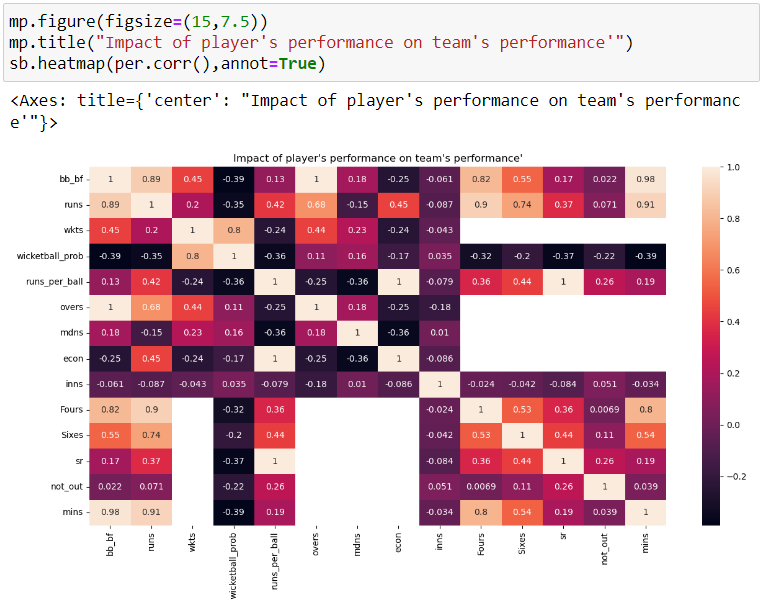 mp.figure(figsize=(15,7.5))
mp.title("Impact of player's performance on team's performance'")
sb.heatmap(per.corr(),annot=True)
<Axes: title={'center': "Impact of player's performance on team's performanc
e'"}>
Impact of player's performance on team's performance'
bb_bf 1 0.89 0.45 -0.39 0.13 1 0.18 -0.25 -0.061 0.82 0.55 0.17 0.022 0.98
runs 0.89 1 0.2 -0.35 0.42 0.68 -0.15 0.45 -0.087 0.9 0.74 0.37 0.071 0.91
wkts 0.45 0.2 1 0.8 -0.24 0.44 0.23 -0.24 -0.043
wicketball_prob -0.39 -0.35 0.8 1 -0.36 0.11 0.16 -0.17 0.035 -0.32 -0.2 -0.37 -0.22 -0.39
runs_per_ball 0.13 0.42 -0.24 -0.36 1 -0.25 -0.36 1 -0.079 0.36 0.44 1 0.26 0.19
overs 1 0.68 0.44 0.11 -0.25 1 0.18 -0.25 -0.18
mdns 0.18 -0.15 0.23 0.16 -0.36 0.18 1 -0.36 0.01
econ -0.25 0.45 -0.24 -0.17 1 -0.25 -0.36 1 -0.086
inns -0.061 -0.087 -0.043 0.035 -0.079 -0.18 0.01 -0.086 1 -0.024 -0.042 -0.084 0.051 -0.034
Fours 0.82 0.9 -0.32 0.36 -0.024 1 0.53 0.36 0.0069 0.8
Sixes 0.55 0.74 -0.2 0.44 -0.042 0.53 1 0.44 0.11 0.54
sr 0.17 0.37 -0.37 1 -0.084 0.36 0.44 1 0.26 0.19
not_out 0.022 0.071 -0.22 0.26 0.051 0.0069 0.11 0.26 1 0.039
mins 0.98 0.91 -0.39 0.19 -0.034 0.8 0.54 0.19 0.039 1
bb_bf runs wkts wicketball_prob runs_per_ball overs mdns econ inns Fours Sixes sr not_out mins
1.0
0.8
0.6
0.4
0.2
0.0
−0.2